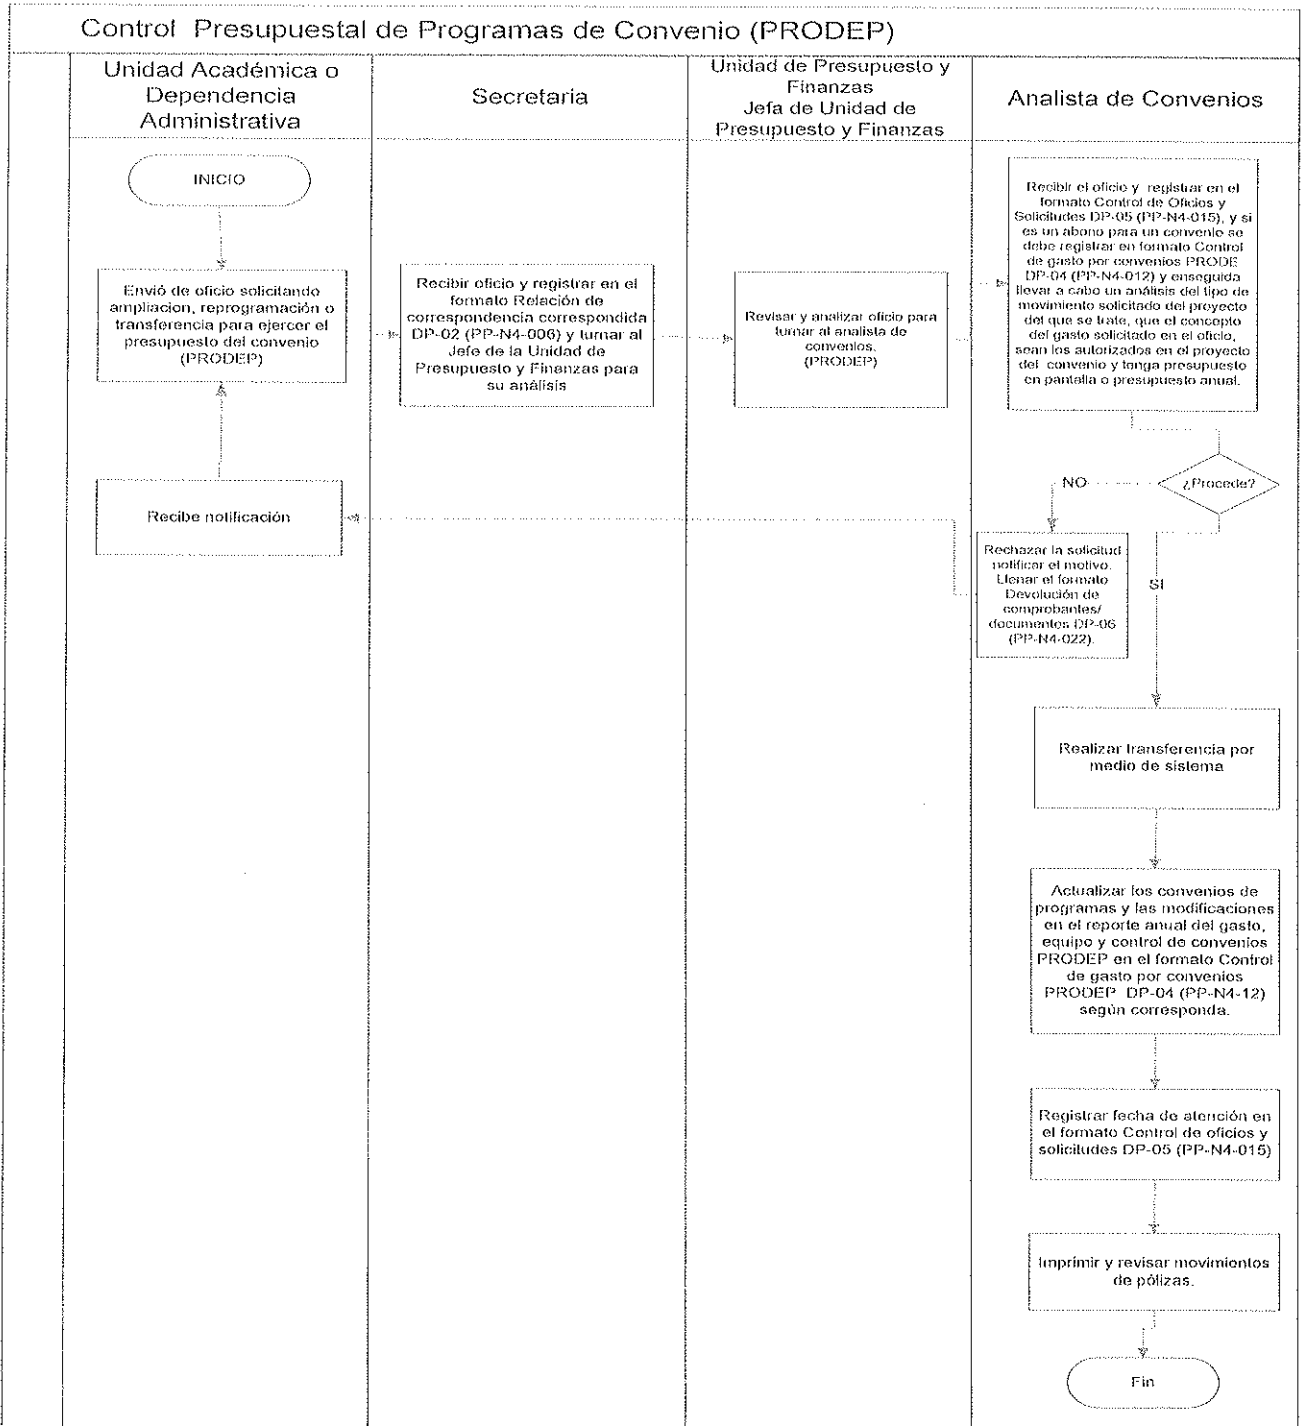 Control Presupuestal de Programas de Convenio (PRODEP)
Unidad Académica o
Dependencia
Administrativa
Secretaria
Unidad de Presupuesto y
Finanzas
Jefa de Unidad de
Presupuesto y Finanzas
Analista de Convenios
INICIO
Envió de oficio solicitando
ampliacion, reprogramación o
transferencia para ejercer el
presupuesto del convenio
(PRODEP)
Recibir oficio y registrar en el
formato Relación de
correspondencia correspondida
DP-02 (PP-N4-006) y turnar al
Jefe de la Unidad de
Presupuesto y Finanzas para
su análisis
Revisar y analizar oficio para
turnar al analista de
convenios.
(PRODEP)
Recibir el oficio y registrar en el
formato Control de Oficios y
Solicitudes DP-05 (PP-N4-015), y si
es un abono para un convenio se
debe registrar en formato Control
de gasto por convenios PRODE
DP-04 (PP-N4-012) y enseguida
llevar a cabo un análisis del tipo de
movimiento solicitado del proyecto
del que se trate, que el concepto
del gasto solicitado en el oficio,
sean los autorizados en el proyecto
del convenio y tenga presupuesto
en pantalla o presupuesto anual.
¿Procede?
NO
Recibe notificación
Rechazar la solicitud
notificar el motivo.
Llenar el formato
Devolución de
comprobantes/
documentos DP-06
(PP-N4-022).
SI
Realizar transferencia por
medio de sistema
Actualizar los convenios de
programas y las modificaciones
en el reporte anual del gasto,
equipo y control de convenios
PRODEP en el formato Control
de gasto por convenios
PRODEP DP-04 (PP-N4-12)
según corresponda.
Registrar fecha de atención en
el formato Control de oficios y
solicitudes DP-05 (PP-N4-015)
Imprimir y revisar movimientos
de pólizas.
Fin